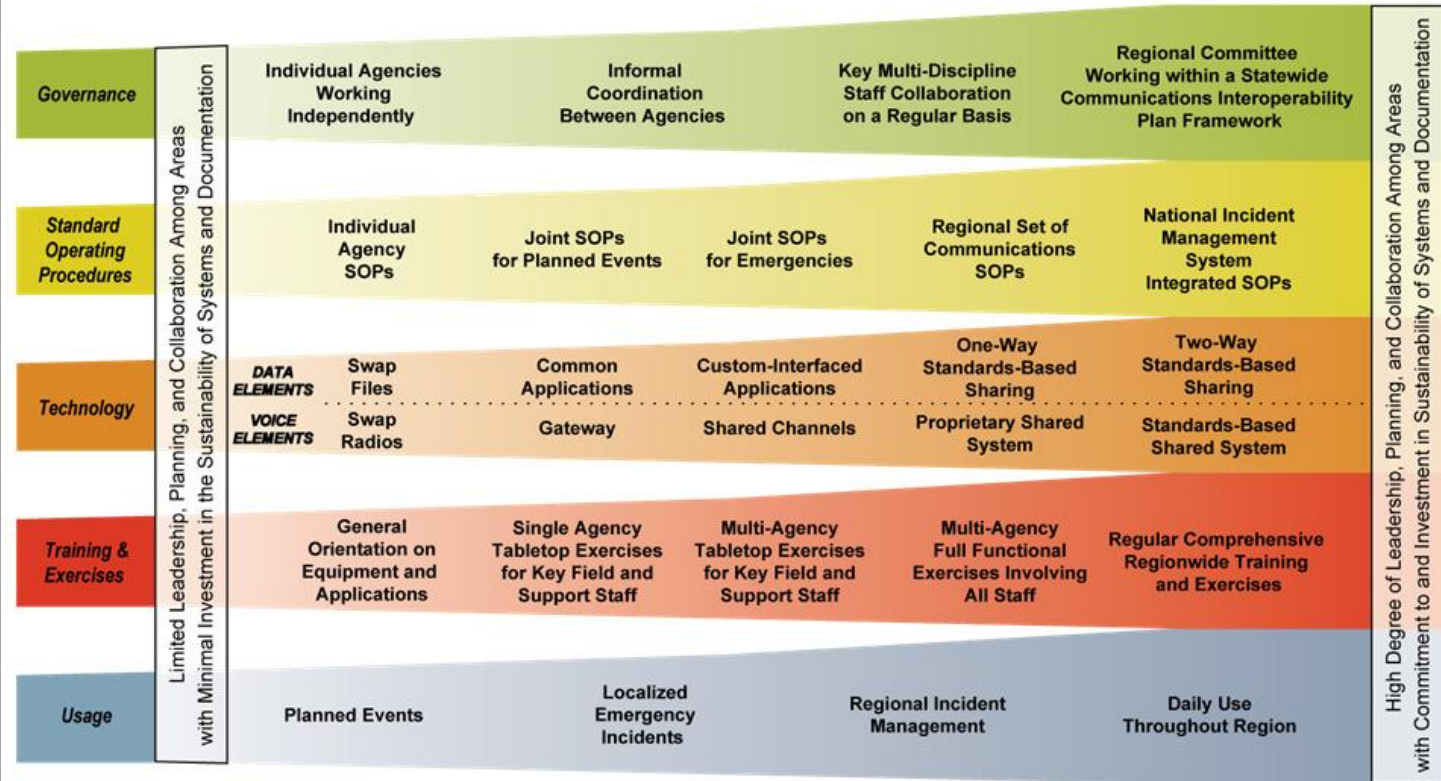 Governance
Limited Leadership, Planning, and Collaboration Among Areas
with Minimal Investment in the Sustainability of Systems and Documentation
Individual Agencies
Working
Independently
Informal
Coordination
Between Agencies
Key Multi-Discipline
Staff Collaboration
on a Regular Basis
Regional Committee
Working within a Statewide
Communications Interoperability
Plan Framework
Standard
Operating
Procedures
Individual
Agency
SOPs
Joint SOPs
for Planned Events
Joint SOPs
for Emergencies
Regional Set of
Communications
SOPs
National Incident
Management
System
Integrated SOPs
Technology
DATA
ELEMENTS
Swap
Files
Common
Applications
Custom-Interfaced
Applications
One-Way
Standards-Based
Sharing
Two-Way
Standards-Based
Sharing
VOICE
ELEMENTS
Swap
Radios
Gateway
Shared Channels
Proprietary Shared
System
Standards-Based
Shared System
Training &
Exercises
General
Orientation on
Equipment and
Applications
Single Agency
Tabletop Exercises
for Key Field and
Support Staff
Multi-Agency
Tabletop Exercises
for Key Field and
Support Staff
Multi-Agency
Full Functional
Exercises Involving
All Staff
Regular Comprehensive
Regionwide Training
and Exercises
Usage
Planned Events
Localized
Emergency
Incidents
Regional Incident
Management
Daily Use
Throughout Region
High Degree of Leadership, Planning, and Collaboration Among Areas
with Commitment to and Investment in Sustainability of Systems and Documentation